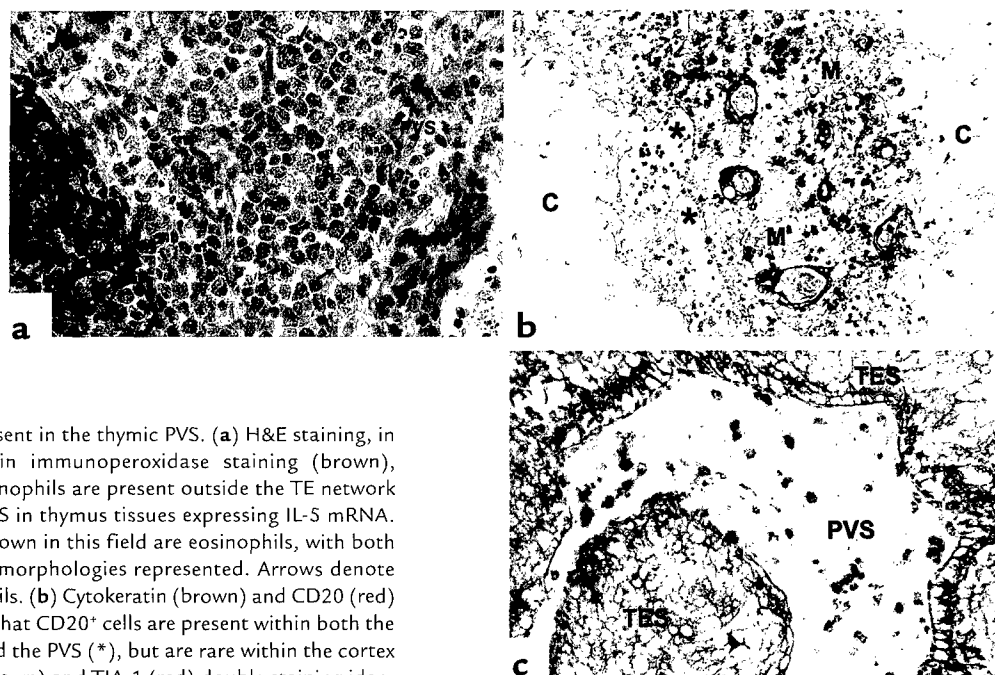 a
M
*
C
C
*
M
b
TES
PVS
TES
c
sent in the thymic PVS. (a) H&E staining, in
in immunoperoxidase staining (brown),
nophils are present outside the TE network
S in thymus tissues expressing IL-5 mRNA.
own in this field are eosinophils, with both
morphologies represented. Arrows denote
ils. (b) Cytokeratin (brown) and CD20 (red)
hat CD20⁺ cells are present within both the
d the PVS (*), but are rare within the cortex
and TIA-1 (red) double staining